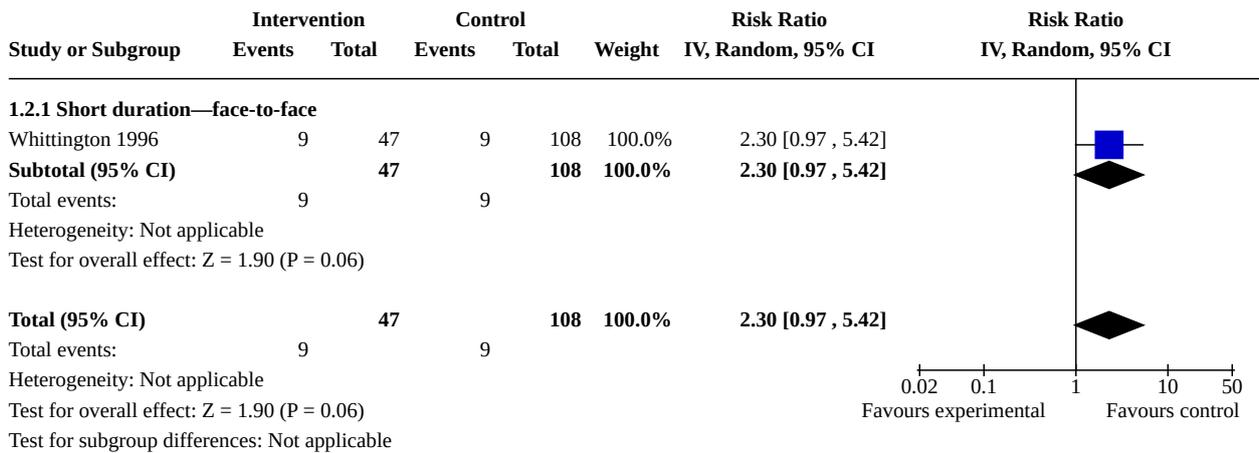 Intervention Control Risk Ratio Risk Ratio
Study or Subgroup Events Total Events Total Weight IV, Random, 95% CI IV, Random, 95% CI
1.2.1 Short duration—face-to-face
Whittington 1996 9 47 9 108 100.0% 2.30 [0.97 , 5.42]
Subtotal (95% CI) 47 108 100.0% 2.30 [0.97 , 5.42]
Total events: 9 9
Heterogeneity: Not applicable
Test for overall effect: Z = 1.90 (P = 0.06)
Total (95% CI) 47 108 100.0% 2.30 [0.97 , 5.42]
Total events: 9 9
Heterogeneity: Not applicable
0.02 0.1 1 10 50
Test for overall effect: Z = 1.90 (P = 0.06) Favours experimental Favours control
Test for subgroup differences: Not applicable